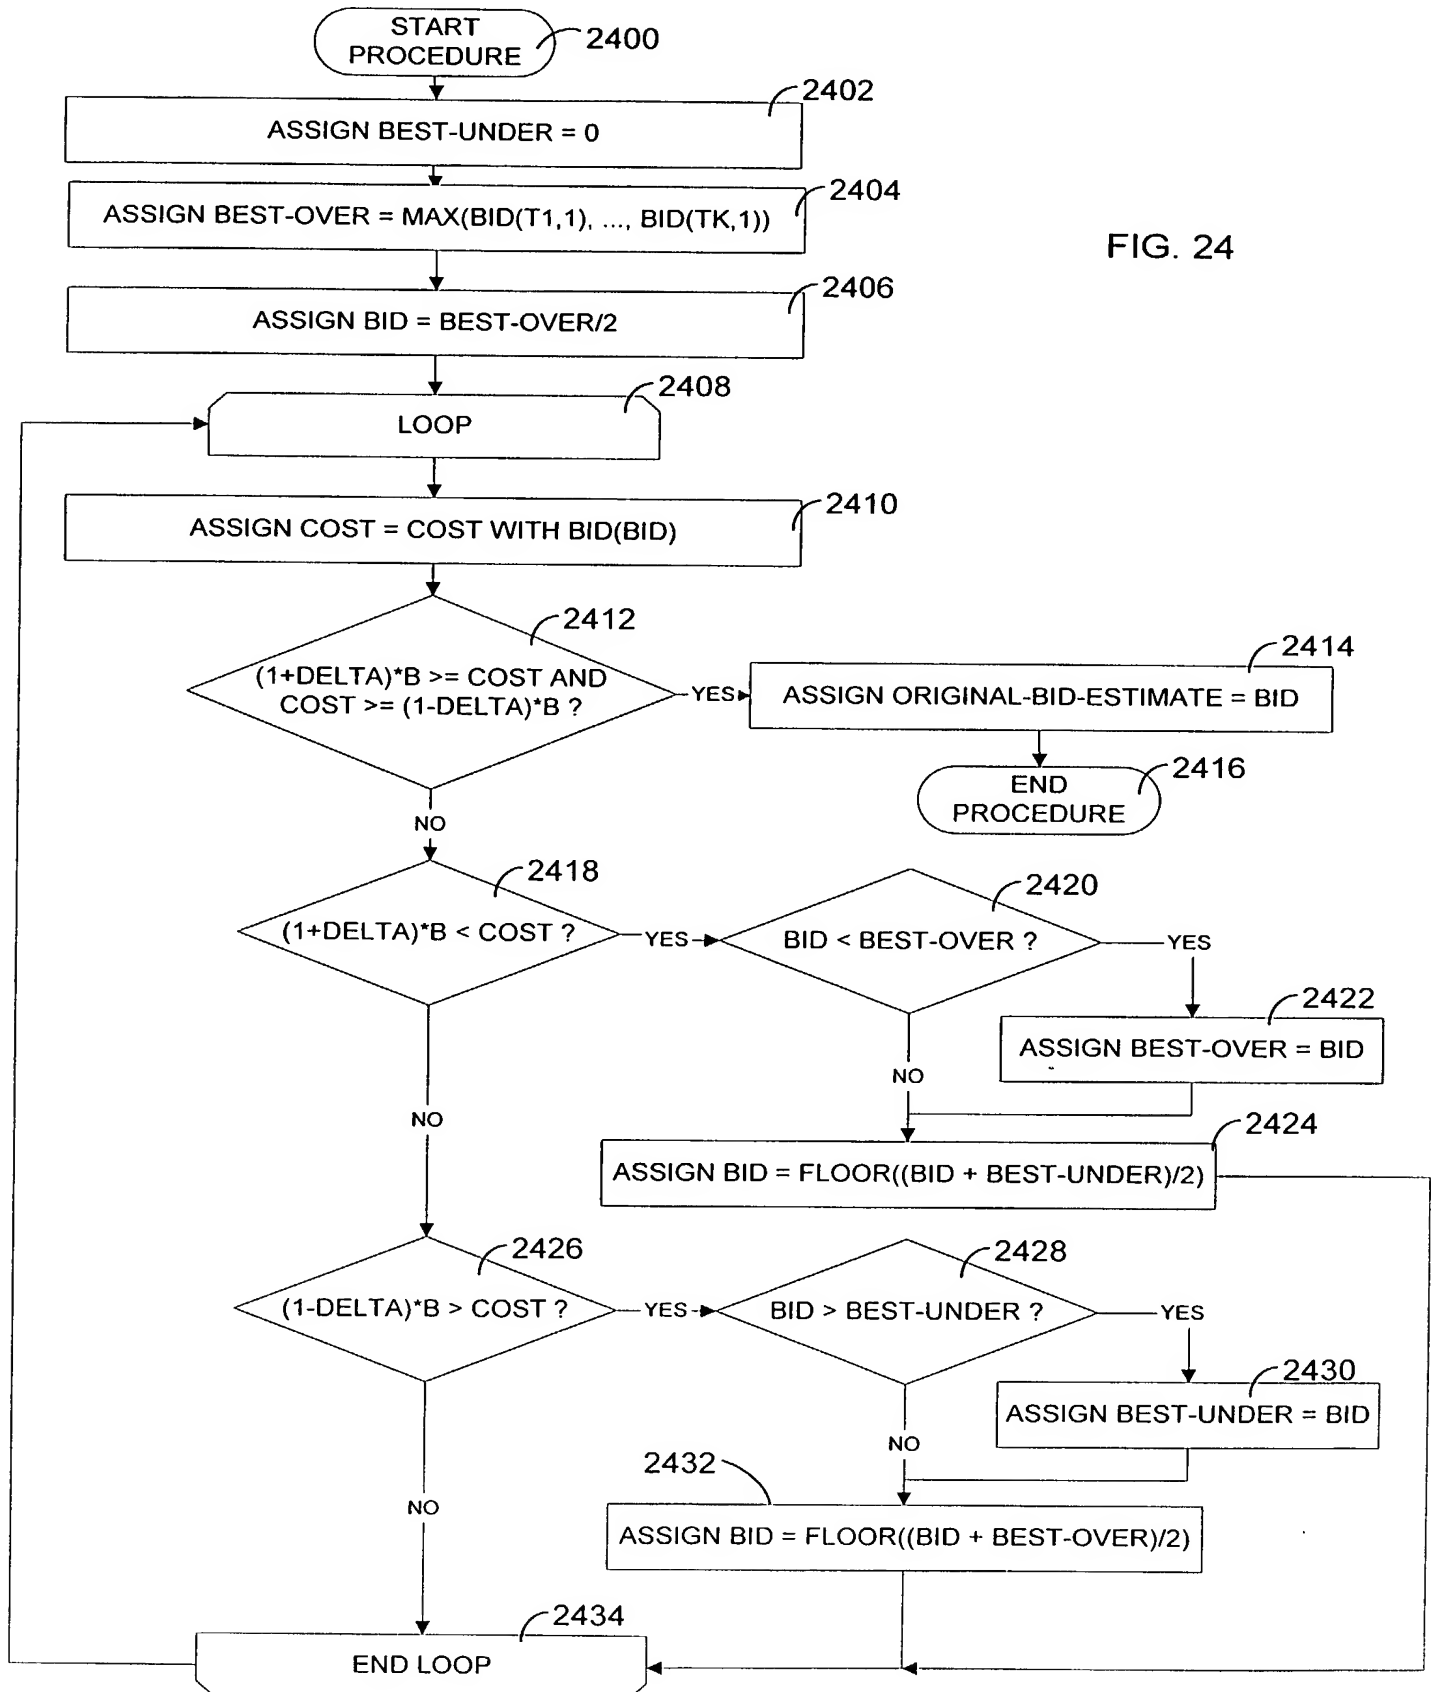 START
PROCEDURE
2400
2402
ASSIGN BEST-UNDER = 0
2404
ASSIGN BEST-OVER = MAX(BID(T1,1), ..., BID(TK,1))
FIG. 24
2406
ASSIGN BID = BEST-OVER/2
2408
LOOP
2410
ASSIGN COST = COST WITH BID(BID)
2412
(1+DELTA)*B >= COST AND
COST >= (1-DELTA)*B ?
YES
2414
ASSIGN ORIGINAL-BID-ESTIMATE = BID
2416
END
PROCEDURE
NO
2418
(1+DELTA)*B < COST ?
YES
2420
BID < BEST-OVER ?
YES
2422
ASSIGN BEST-OVER = BID
NO
NO
2424
ASSIGN BID = FLOOR((BID + BEST-UNDER)/2)
2426
(1-DELTA)*B > COST ?
YES
2428
BID > BEST-UNDER ?
YES
2430
ASSIGN BEST-UNDER = BID
NO
2432
ASSIGN BID = FLOOR((BID + BEST-OVER)/2)
NO
2434
END LOOP